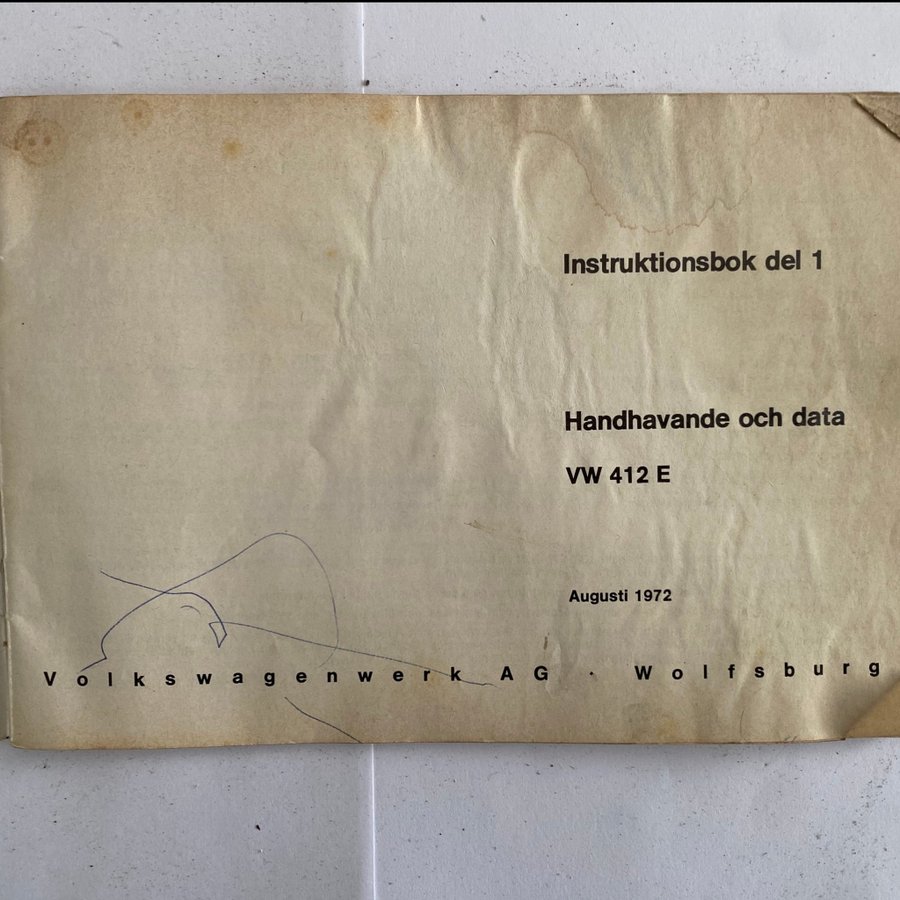 Instruktionsbok del 1
Handhavande och data
VW 412 E
Augusti 1972
Volkswagenwerk AG · Wolfsburg